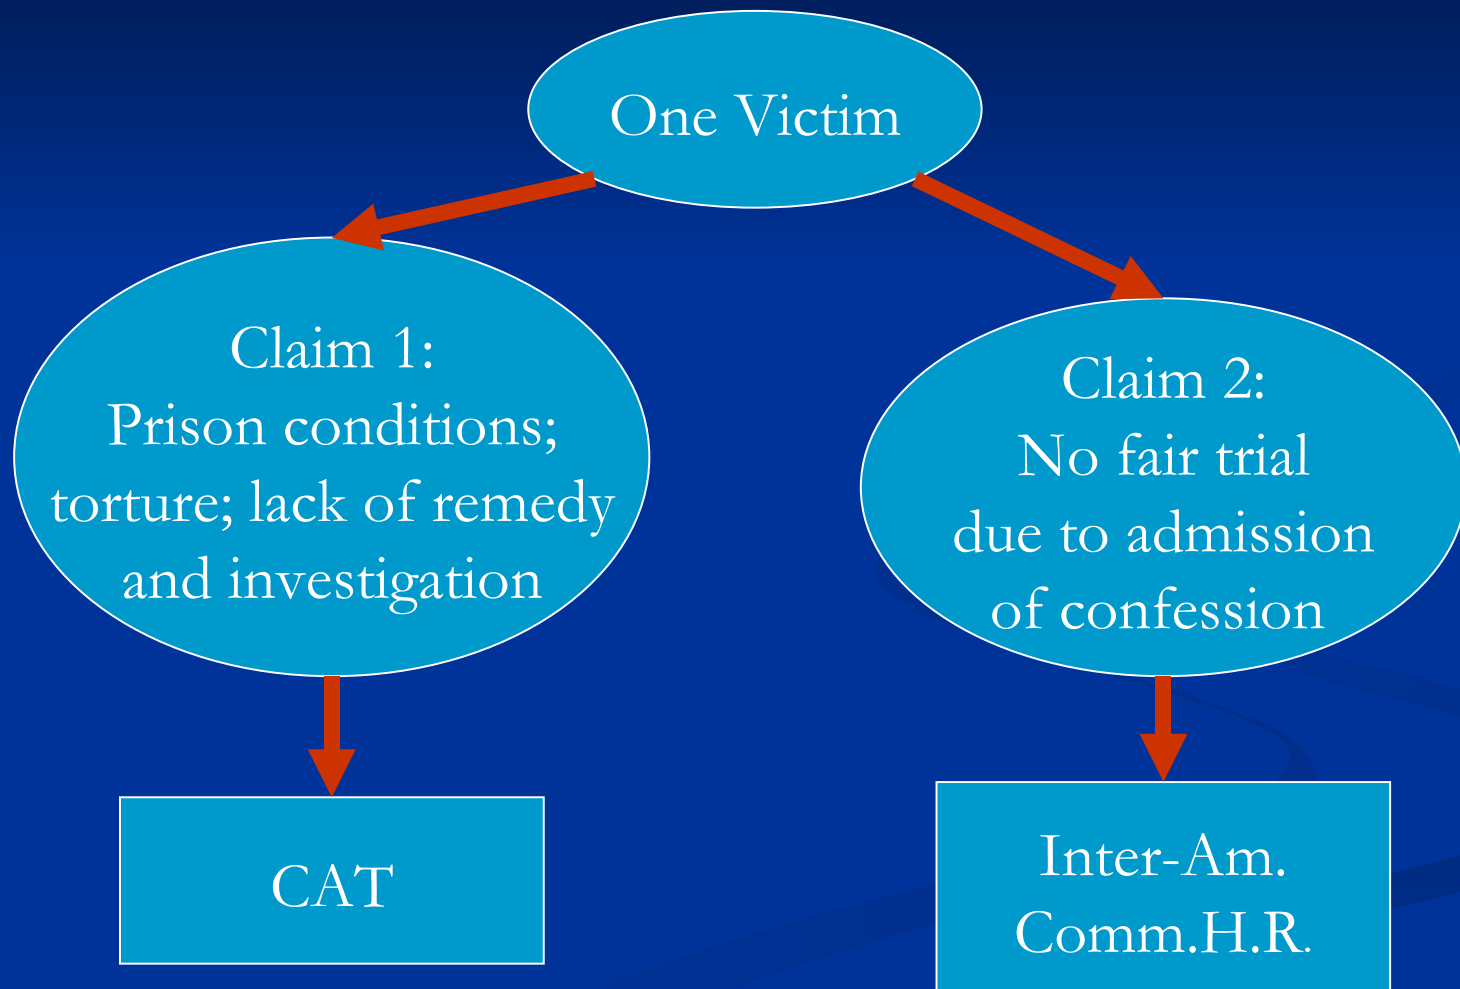 One Victim
Claim 1:
Prison conditions;
torture; lack of remedy
and investigation
Claim 2:
No fair trial
due to admission
of confession
CAT
Inter-Am.
Comm.H.R.